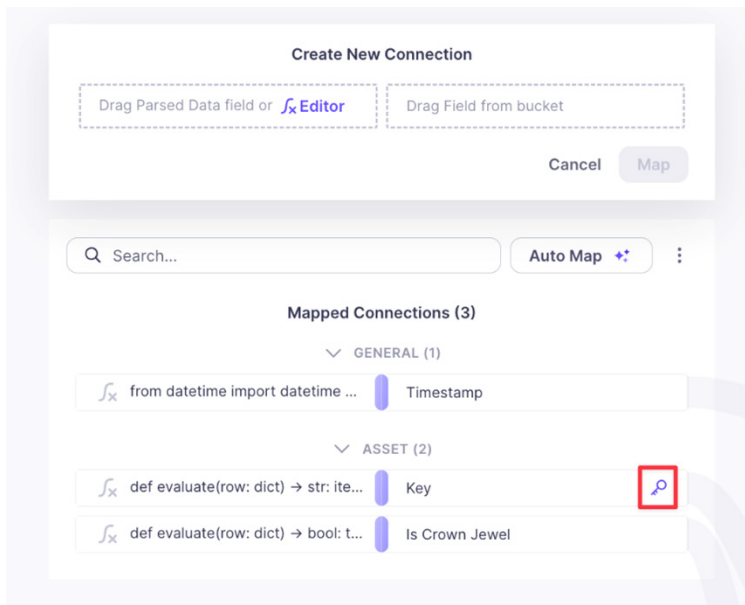 Create New Connection
Drag Parsed Data field or ∫x Editor
Drag Field from bucket
Cancel
Map
Search...
Auto Map
Mapped Connections (3)
GENERAL (1)
∫x from datetime import datetime ...
Timestamp
ASSET (2)
∫x def evaluate(row: dict) → str: ite...
Key
∫x def evaluate(row: dict) → bool: t...
Is Crown Jewel